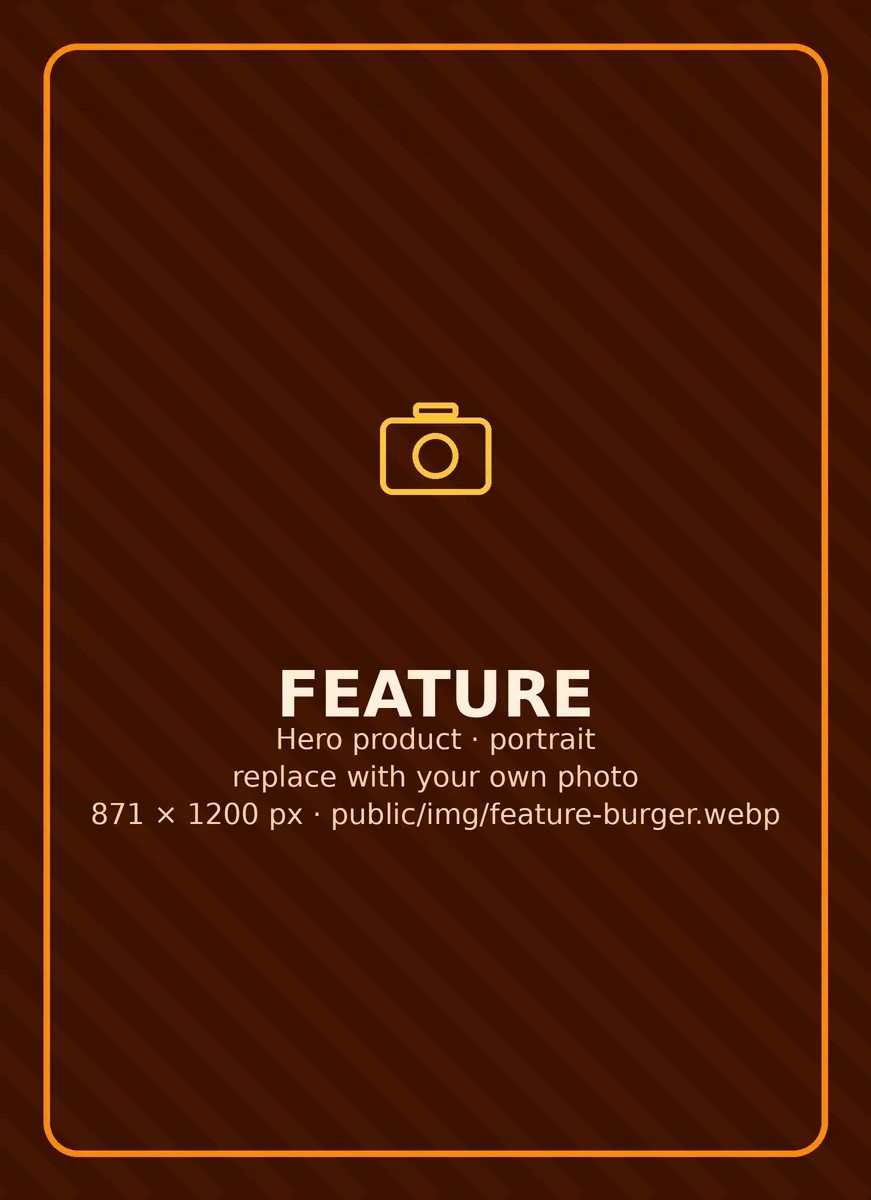 FEATURE
Hero product · portrait
replace with your own photo
871 × 1200 px · public/img/feature-burger.webp